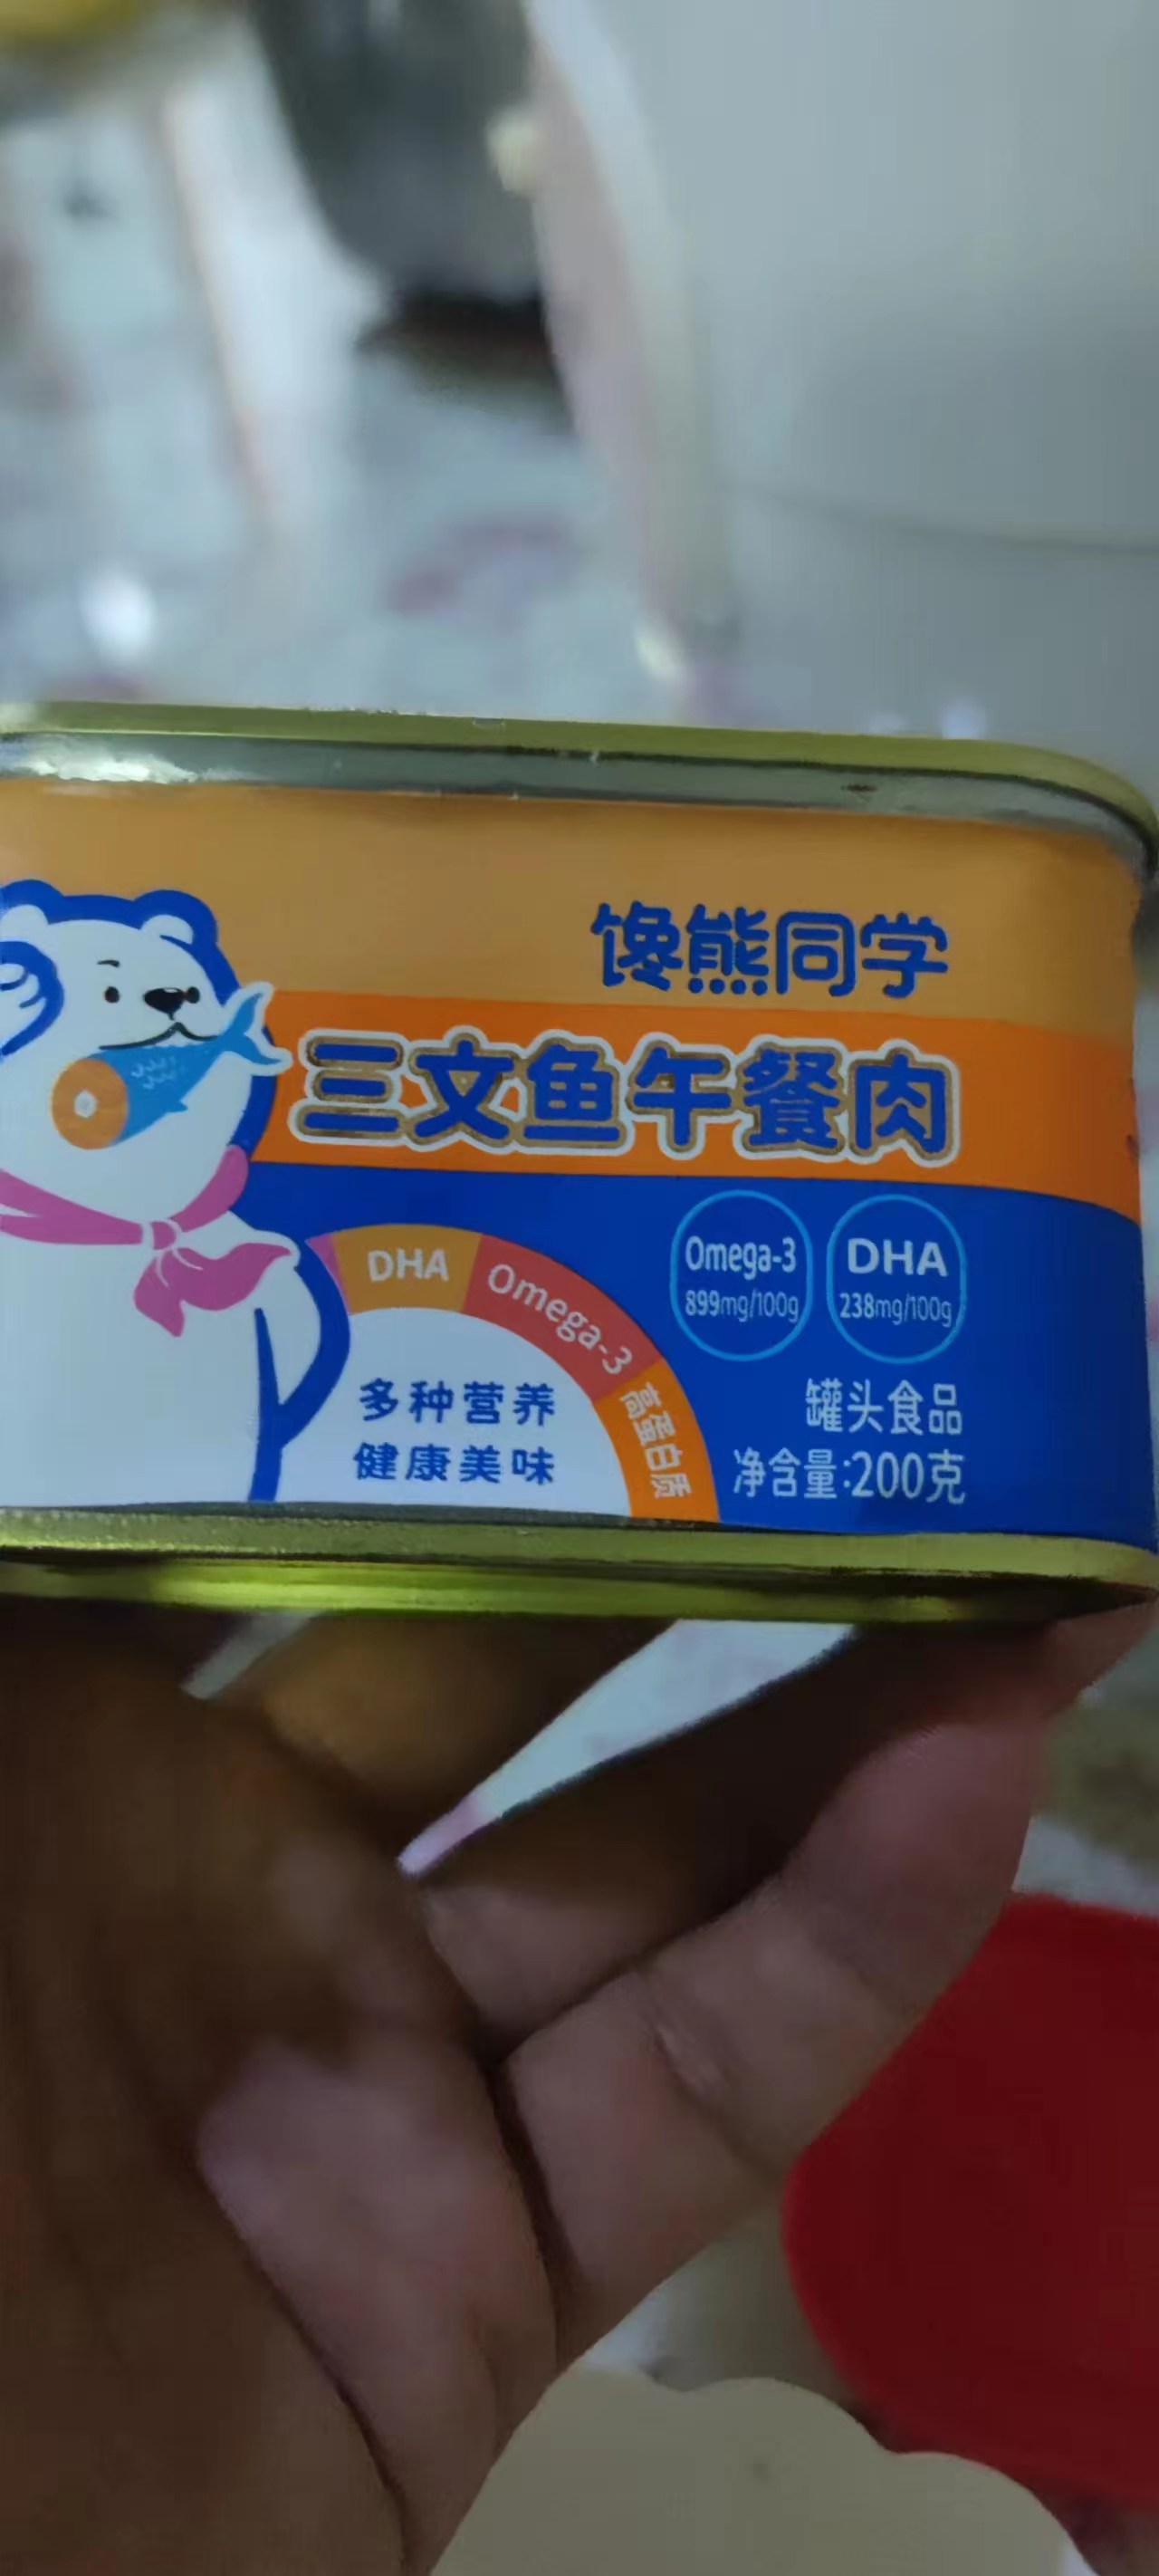 馋熊同学
三文鱼午餐肉
DHA
Omega-3
高蛋白质
多种营养
健康美味
Omega-3
899mg/100g
DHA
238mg/100g
罐头食品
净含量:200克